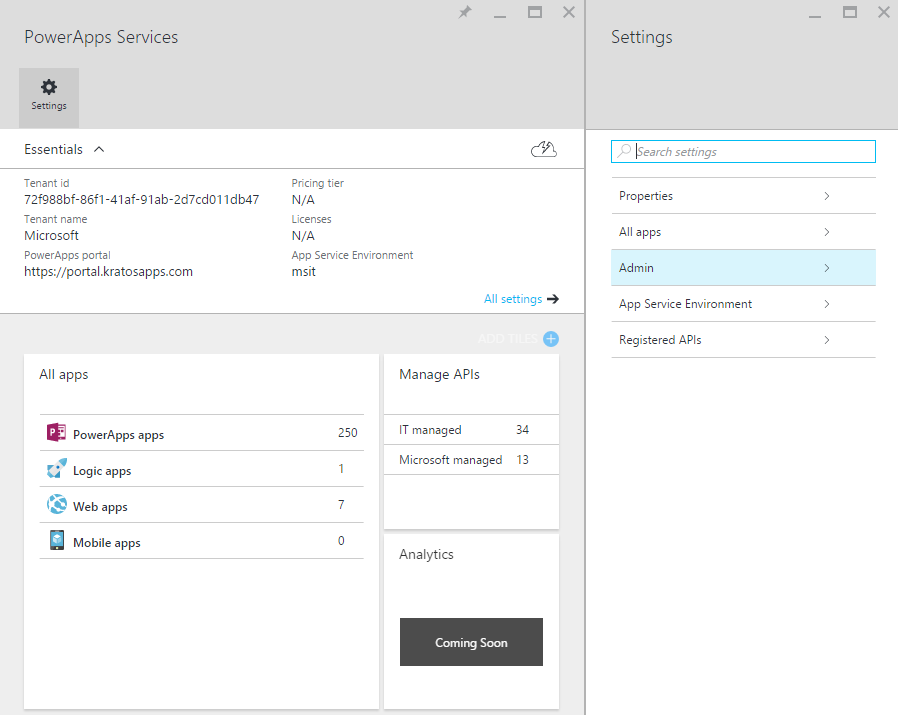 PowerApps Services
Settings
Essentials
Tenant id
72f988bf-86f1-41af-91ab-2d7cd011db47
Tenant name
Microsoft
PowerApps portal
https://portal.kratosapps.com
Pricing tier
N/A
Licenses
N/A
App Service Environment
msit
All settings
ADD TILES
All apps
PowerApps apps 250
Logic apps 1
Web apps 7
Mobile apps 0
Manage APIs
IT managed 34
Microsoft managed 13
Analytics
Coming Soon
Settings
Search settings
Properties
All apps
Admin
App Service Environment
Registered APIs